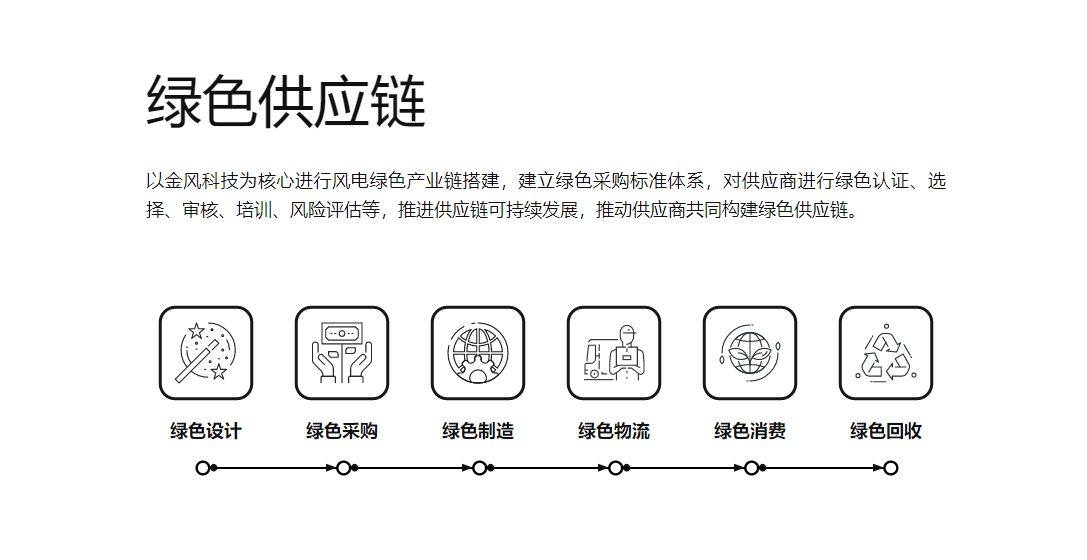 绿色供应链
以金风科技为核心进行风电绿色产业链搭建，建立绿色采购标准体系，对供应商进行绿色认证、选
择、审核、培训、风险评估等，推进供应链可持续发展，推动供应商共同构建绿色供应链。
绿色设计
绿色采购
绿色制造
绿色物流
绿色消费
绿色回收